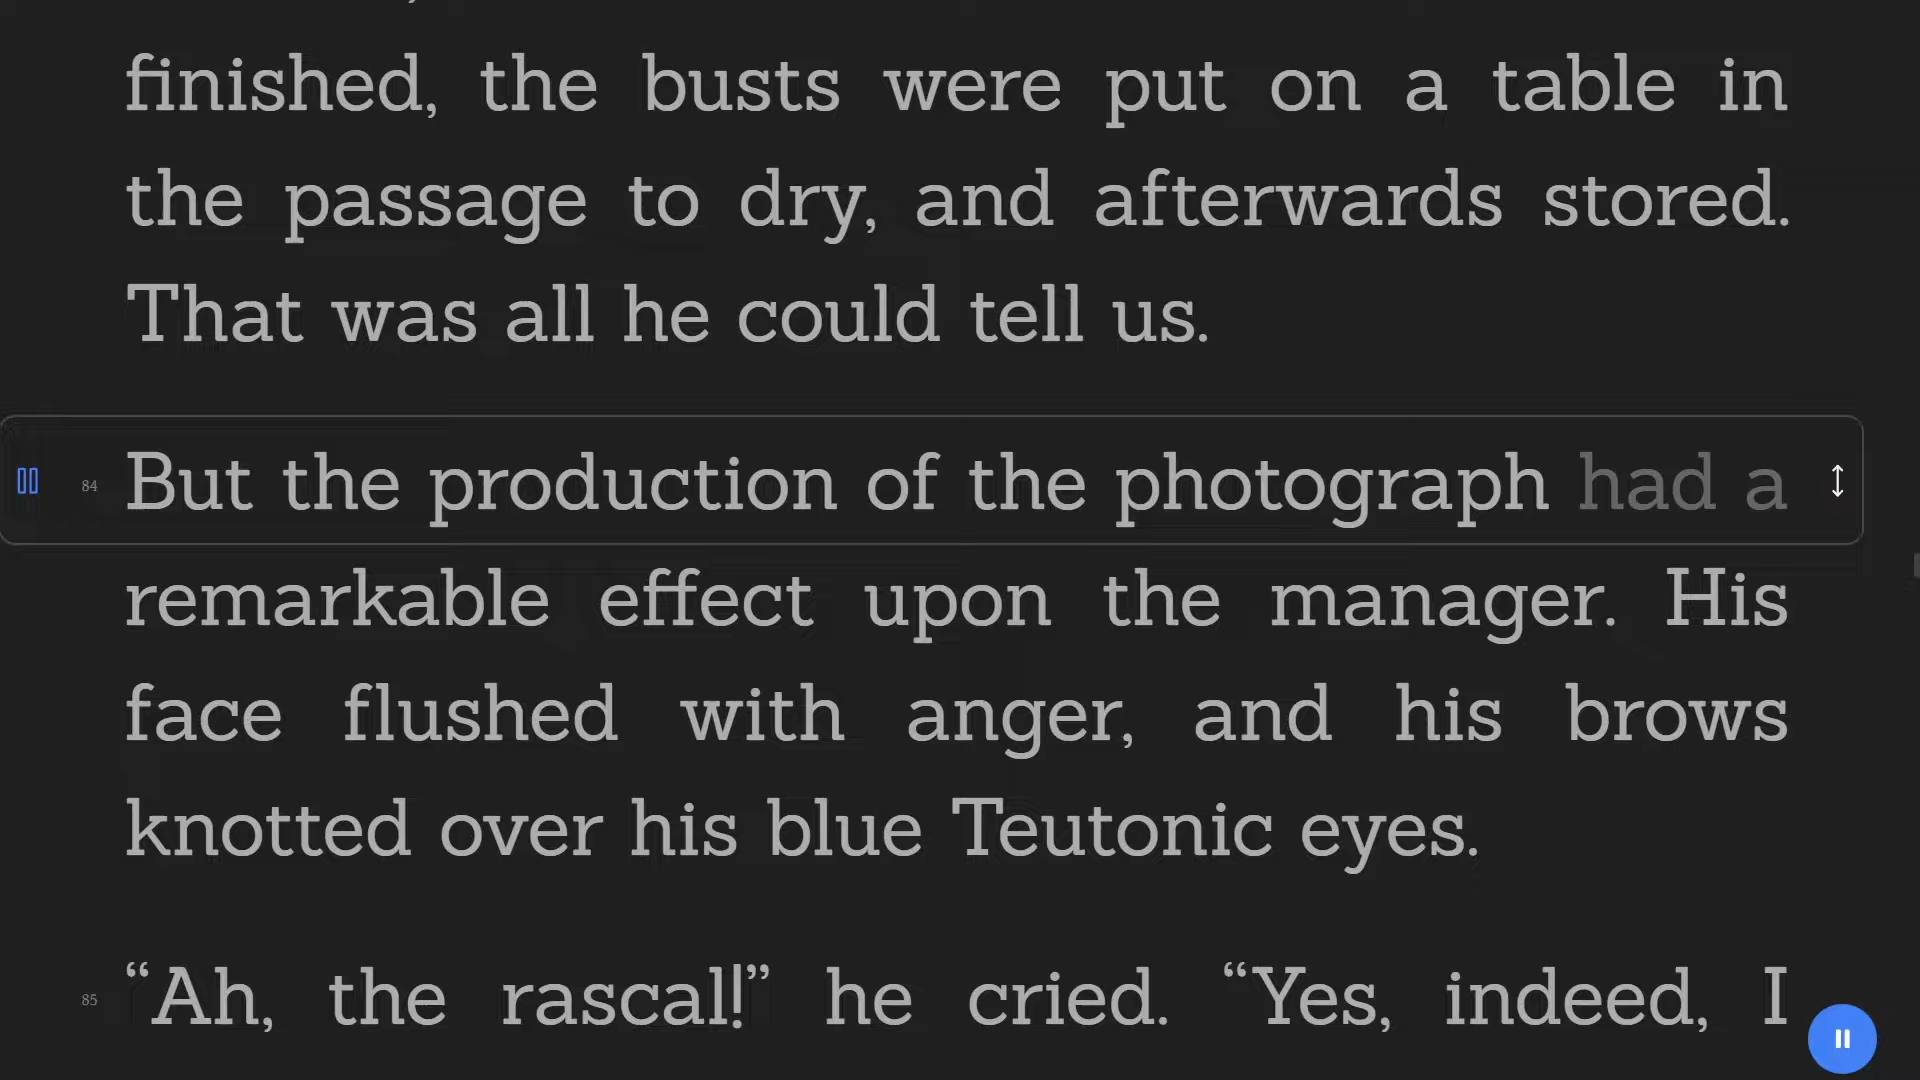 finished, the busts were put on a table in
the passage to dry, and afterwards stored.
That was all he could tell us.
84 But the production of the photograph had a
remarkable effect upon the manager. His
face flushed with anger, and his brows
knotted over his blue Teutonic eyes.
85 “Ah, the rascal!” he cried. “Yes, indeed, I